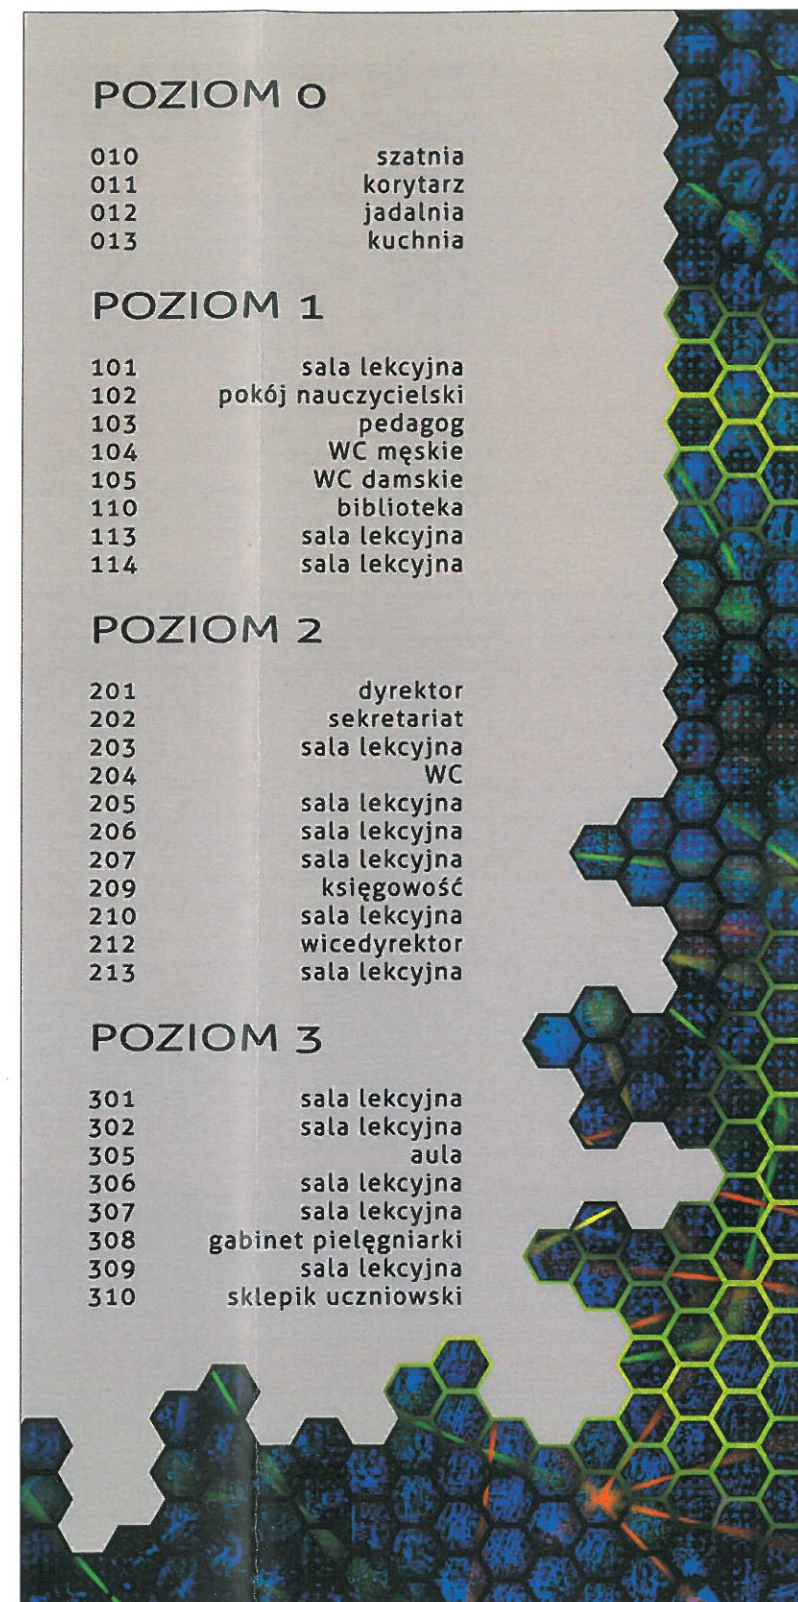 POZIOM 0
010 szatnia
011 korytarz
012 jadalnia
013 kuchnia
POZIOM 1
101 sala lekcyjna
102 pokój nauczycielski
103 pedagog
104 WC męskie
105 WC damskie
110 biblioteka
113 sala lekcyjna
114 sala lekcyjna
POZIOM 2
201 dyrektor
202 sekretariat
203 sala lekcyjna
204 WC
205 sala lekcyjna
206 sala lekcyjna
207 sala lekcyjna
209 księgowość
210 sala lekcyjna
212 wicedyrektor
213 sala lekcyjna
POZIOM 3
301 sala lekcyjna
302 sala lekcyjna
305 aula
306 sala lekcyjna
307 sala lekcyjna
308 gabinet pielęgniarki
309 sala lekcyjna
310 sklepik uczniowski